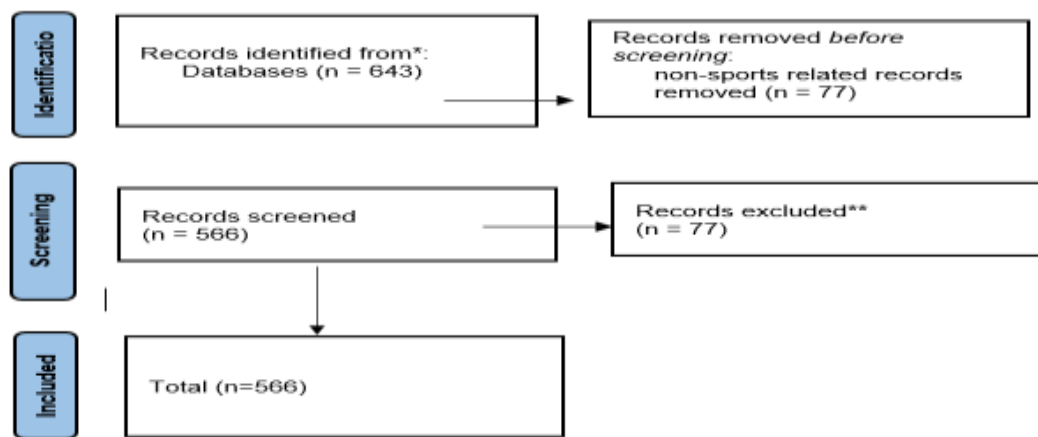 Identificatio
Records identified from*:
Databases (n = 643)
Records removed before
screening:
non-sports related records
removed (n = 77)
Screening
Records screened
(n = 566)
Records excluded**
(n = 77)
Included
Total (n=566)